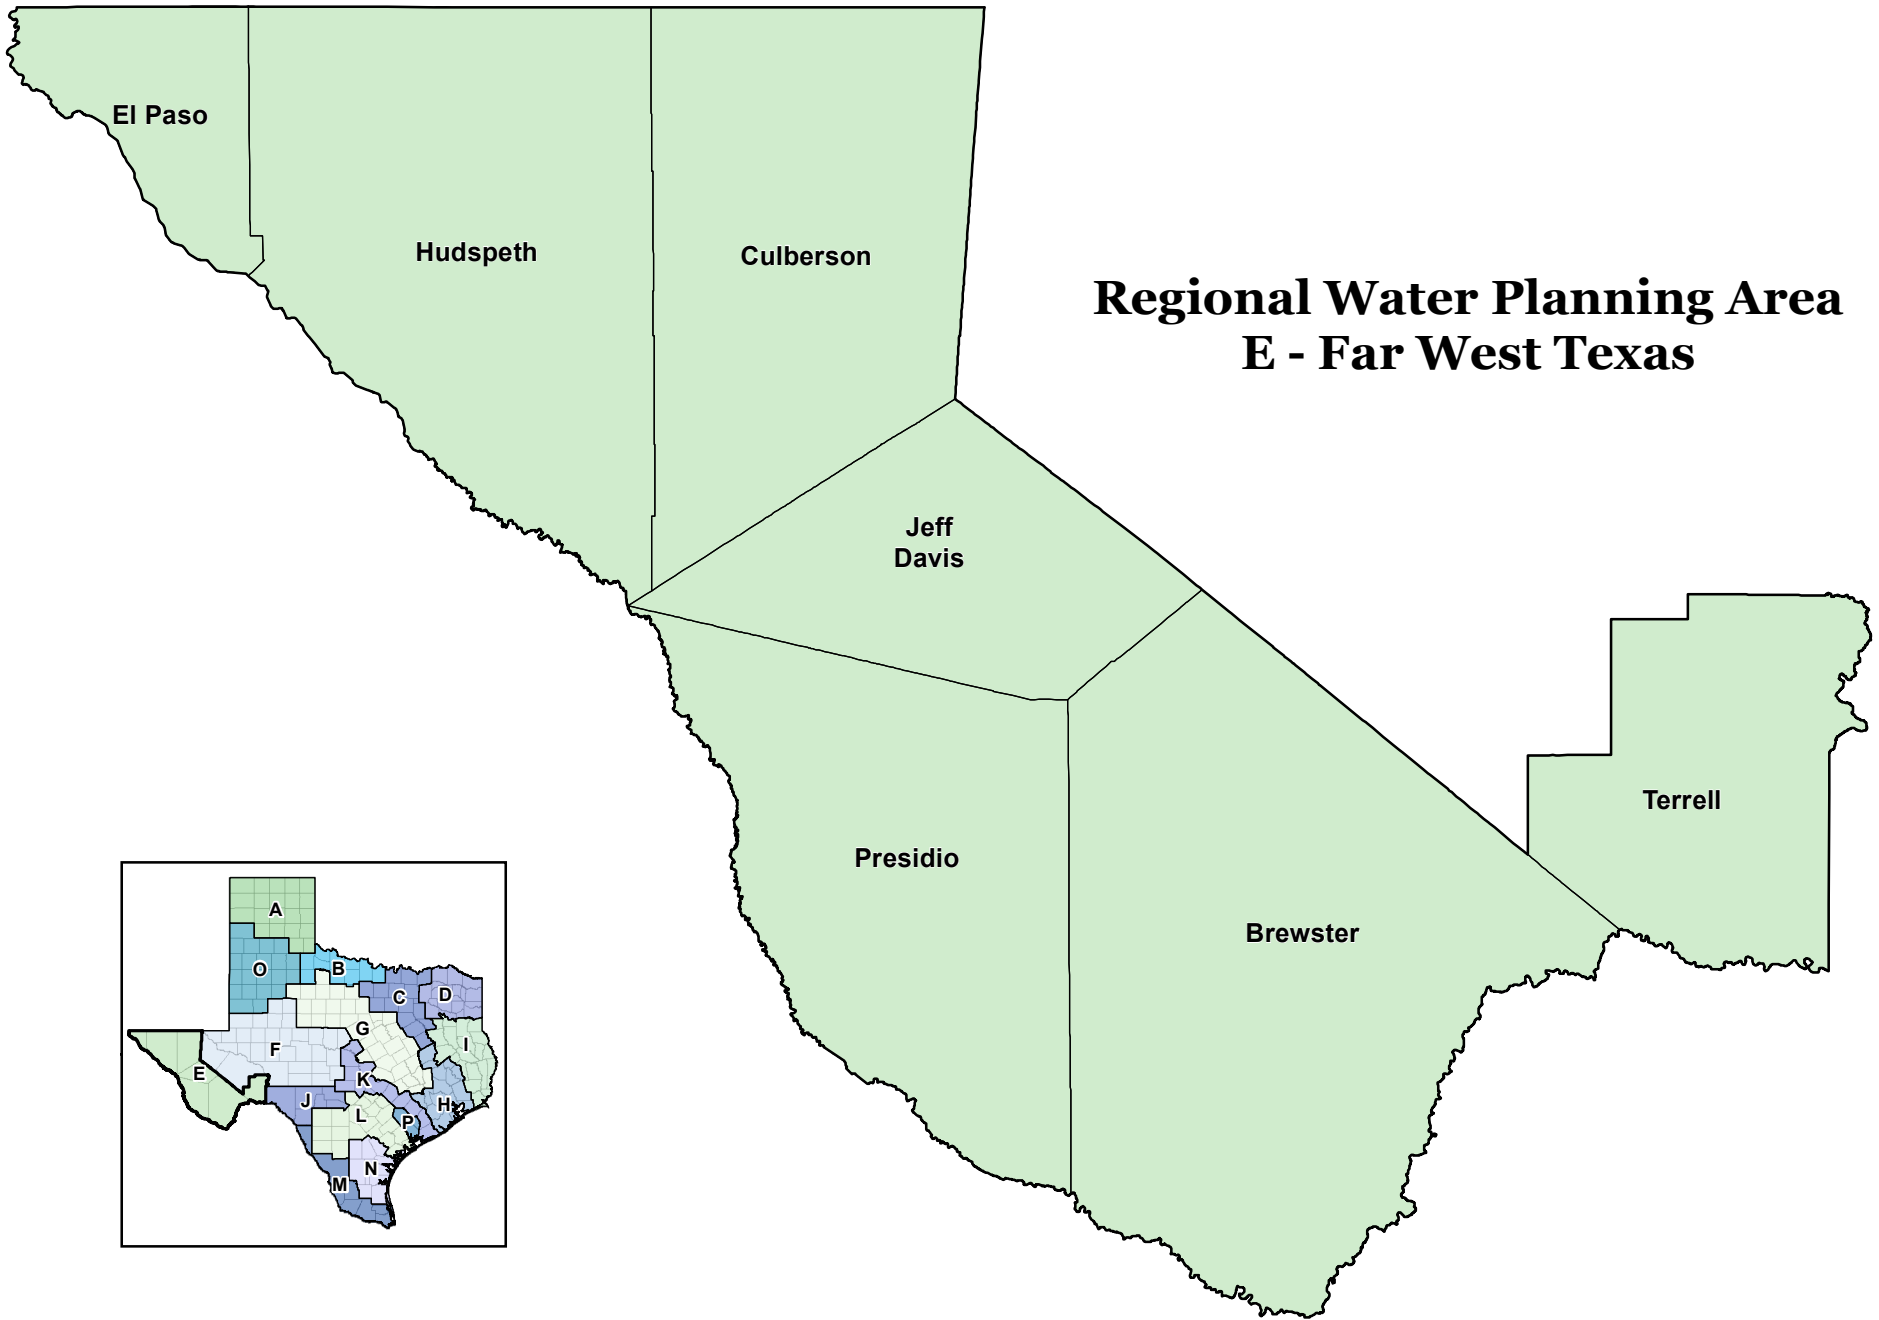 El Paso
Hudspeth
Culberson
Regional Water Planning Area
E - Far West Texas
Jeff
Davis
Terrell
Presidio
Brewster
A
O
B
C
D
G
I
F
E
K
J
H
L
P
N
M